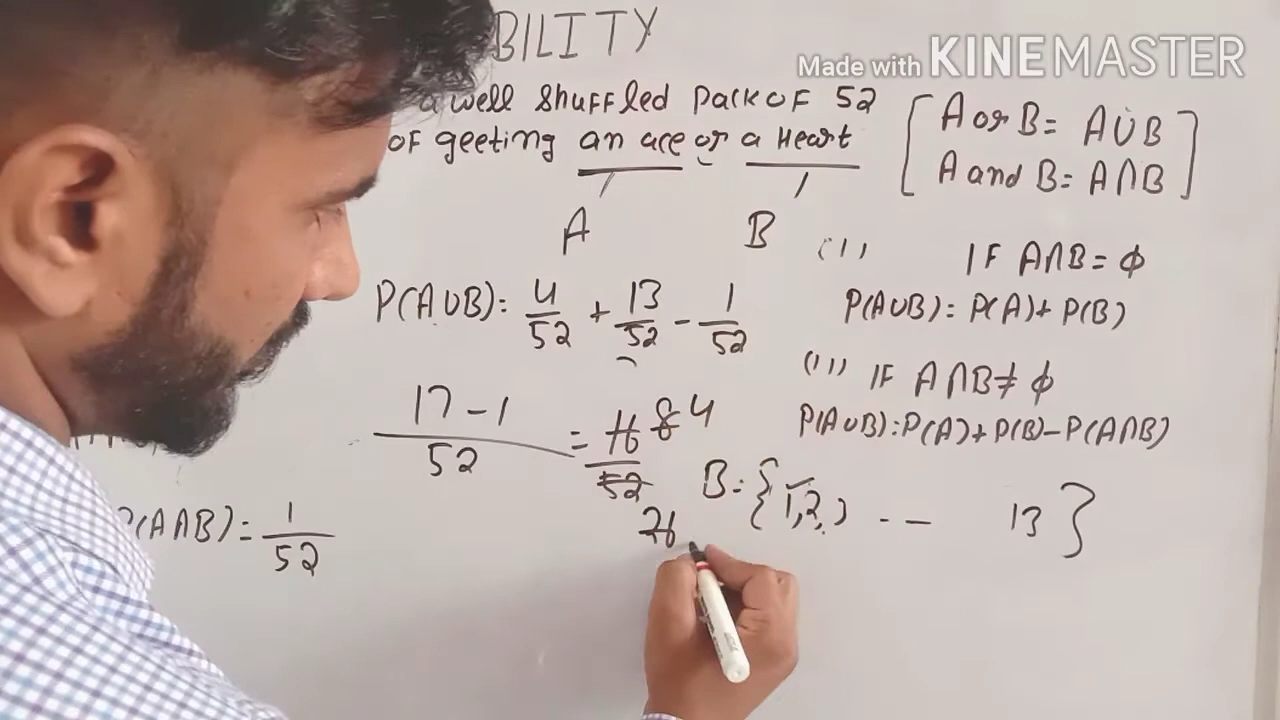 BILITY
Made with KINEMASTER
a well shuffled pack of 52
of geeting an ace or a Heart
A or B = A∪B
A and B = A∩B
A B
(1) IF A∩B = ϕ
P(A∪B): 4/52 + 13/52 - 1/52
P(A∪B): P(A)+ P(B)
(11) IF A∩B ≠ ϕ
P(A∪B): P(A)+P(B)-P(A∩B)
17-1/52 = 16/52 8 4
26
B = {1,2, -- 13}
P(A∩B) = 1/52